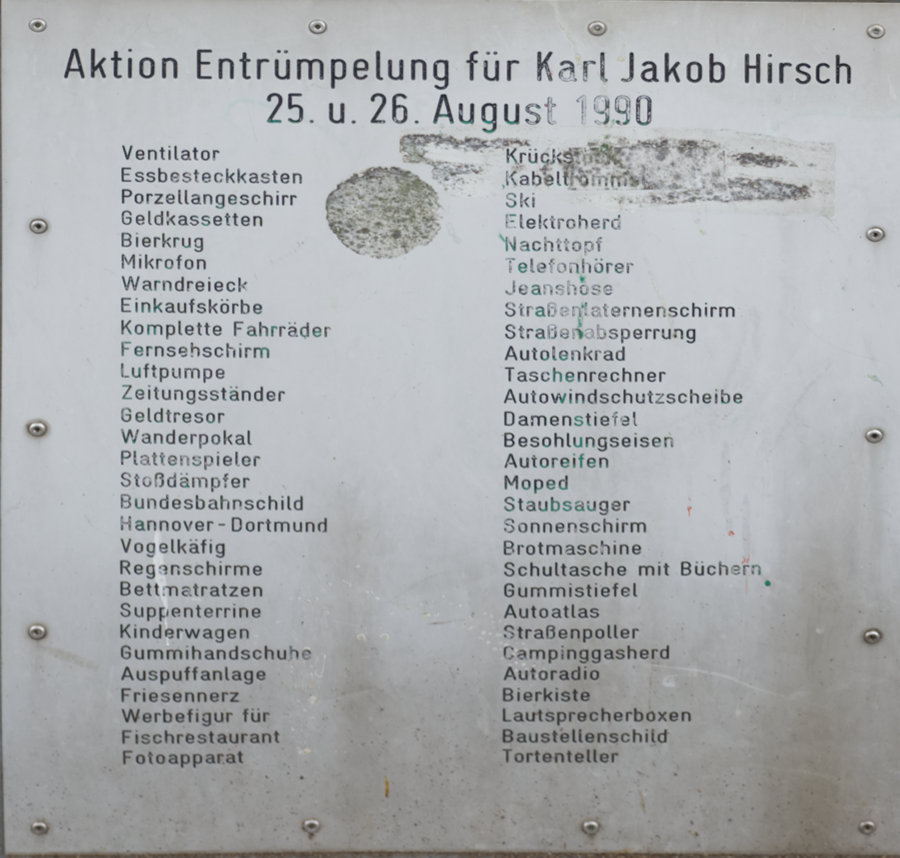 Aktion Entrümpelung für Karl Jakob Hirsch
25. u. 26. August 1990
Ventilator
Essbesteckkasten
Porzellangeschirr
Geldkassetten
Bierkrug
Mikrofon
Warndreieck
Einkaufskörbe
Komplette Fahrräder
Fernsehschirm
Luftpumpe
Zeitungsständer
Geldtresor
Wanderpokal
Plattenspieler
Stoßdämpfer
Bundesbahnschild
Hannover-Dortmund
Vogelkäfig
Regenschirme
Bettmatratzen
Suppenterrine
Kinderwagen
Gummihandschuhe
Auspuffanlage
Friesennerz
Werbefigur für
Fischrestaurant
Fotoapparat
Kabeltrommel
Ski
Elektroherd
Nachttopf
Telefonhörer
Jeanshose
Straßenlaternenschirm
Straßenabsperrung
Autolenkrad
Taschenrechner
Autowindschutzscheibe
Damenstiefel
Besohlungseisen
Autoreifen
Moped
Staubsauger
Sonnenschirm
Brotmaschine
Schultasche mit Büchern
Gummistiefel
Autoatlas
Straßenpoller
Campinggasherd
Autoradio
Bierkiste
Lautsprecherboxen
Baustellenschild
Tortenteller